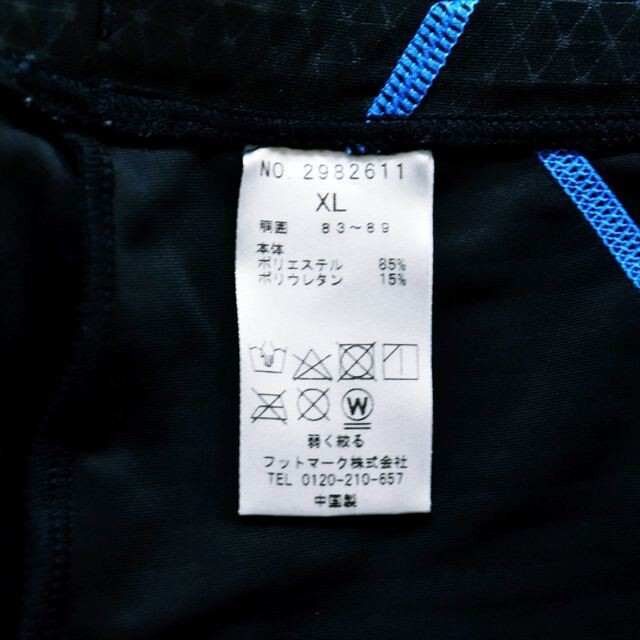 NO. 2982611
XL
範囲 83~89
本体
ポリエステル 85%
ポリウレタン 15%
W
弱く絞る
フットマーク株式会社
TEL 0120-210-657
中国製